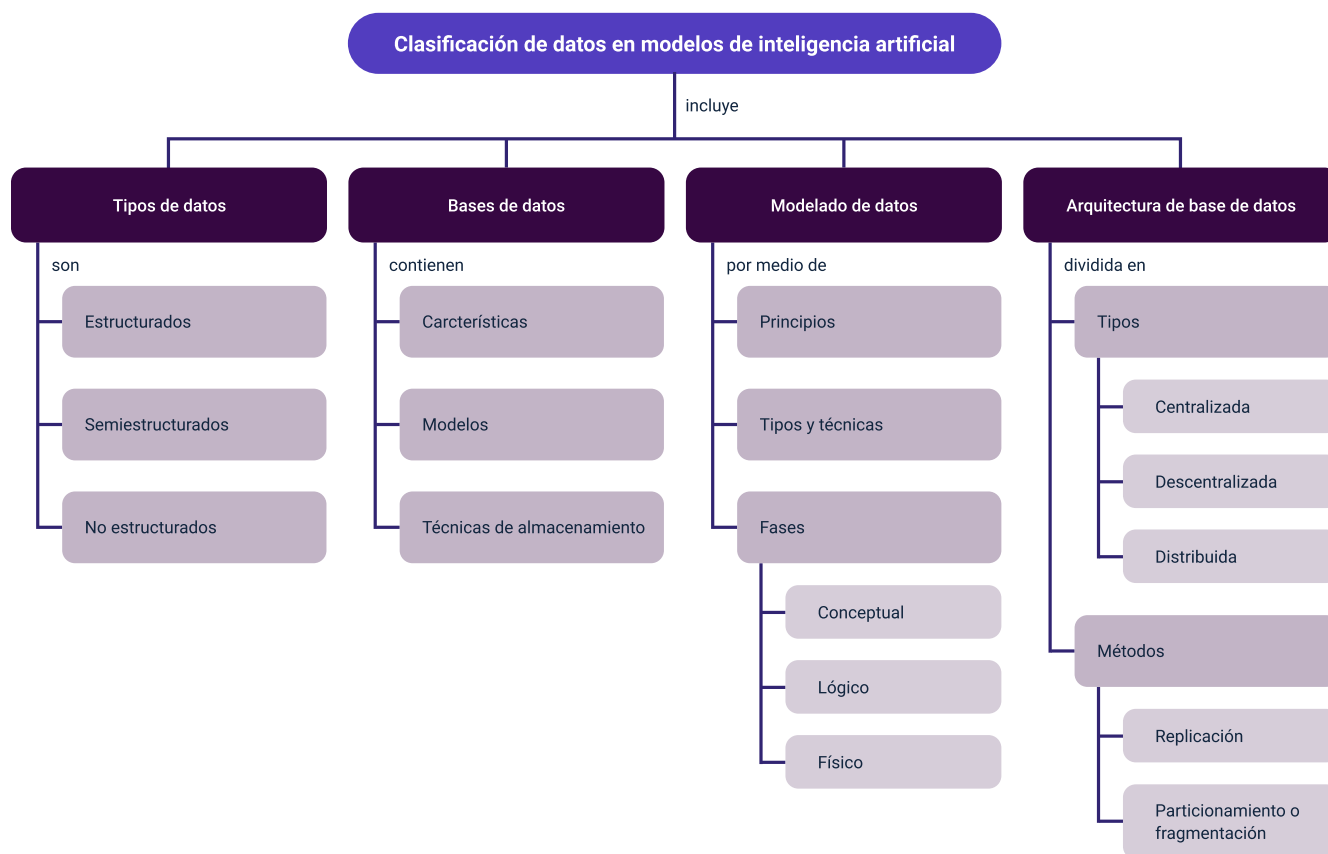 Clasificación de datos en modelos de inteligencia artificial
incluye
Tipos de datos
son
Estructurados
Semiestructurados
No estructurados
Bases de datos
contienen
Carcterísticas
Modelos
Técnicas de almacenamiento
Modelado de datos
por medio de
Principios
Tipos y técnicas
Fases
Conceptual
Lógico
Físico
Arquitectura de base de datos
dividida en
Tipos
Centralizada
Descentralizada
Distribuida
Métodos
Replicación
Particionamiento o
fragmentación